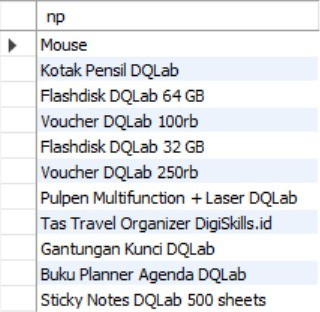 np
Mouse
Kotak Pensil DQLab
Flashdisk DQLab 64 GB
Voucher DQLab 100rb
Flashdisk DQLab 32 GB
Voucher DQLab 250rb
Pulpen Multifunction + Laser DQLab
Tas Travel Organizer DigiSkills.id
Gantungan Kunci DQLab
Buku Planner Agenda DQLab
Sticky Notes DQLab 500 sheets